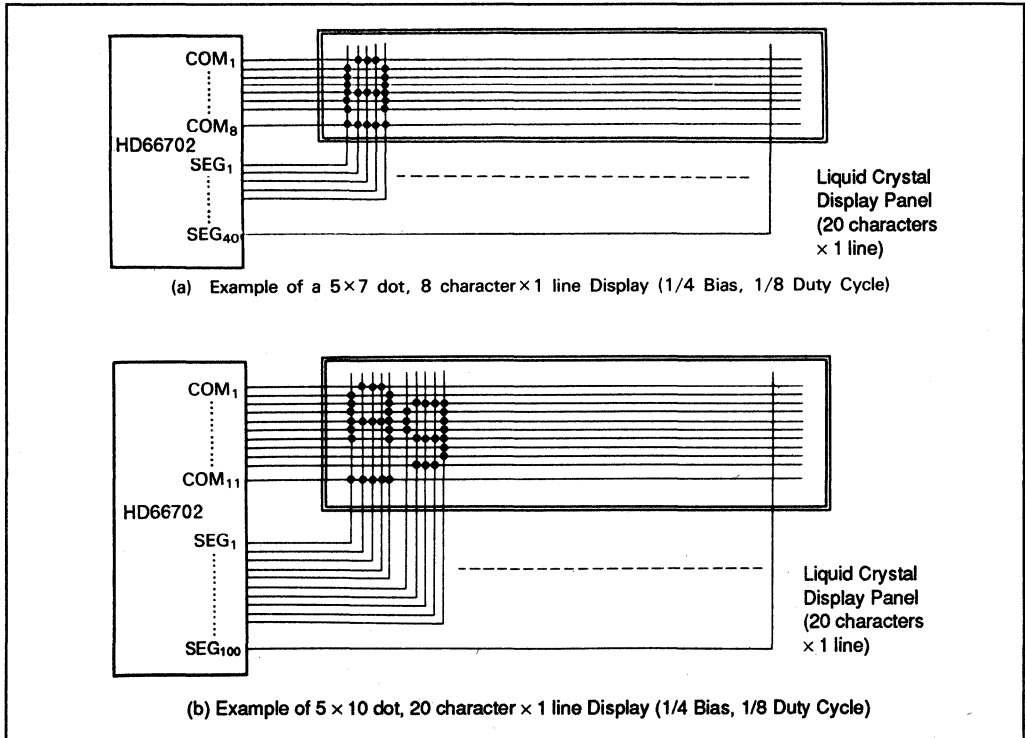 COM1
COM8
HD66702
SEG1
SEG40
Liquid Crystal
Display Panel
(20 characters
× 1 line)
(a) Example of a 5×7 dot, 8 character×1 line Display (1/4 Bias, 1/8 Duty Cycle)
COM1
COM11
HD66702
SEG1
SEG100
Liquid Crystal
Display Panel
(20 characters
× 1 line)
(b) Example of 5 × 10 dot, 20 character × 1 line Display (1/4 Bias, 1/8 Duty Cycle)